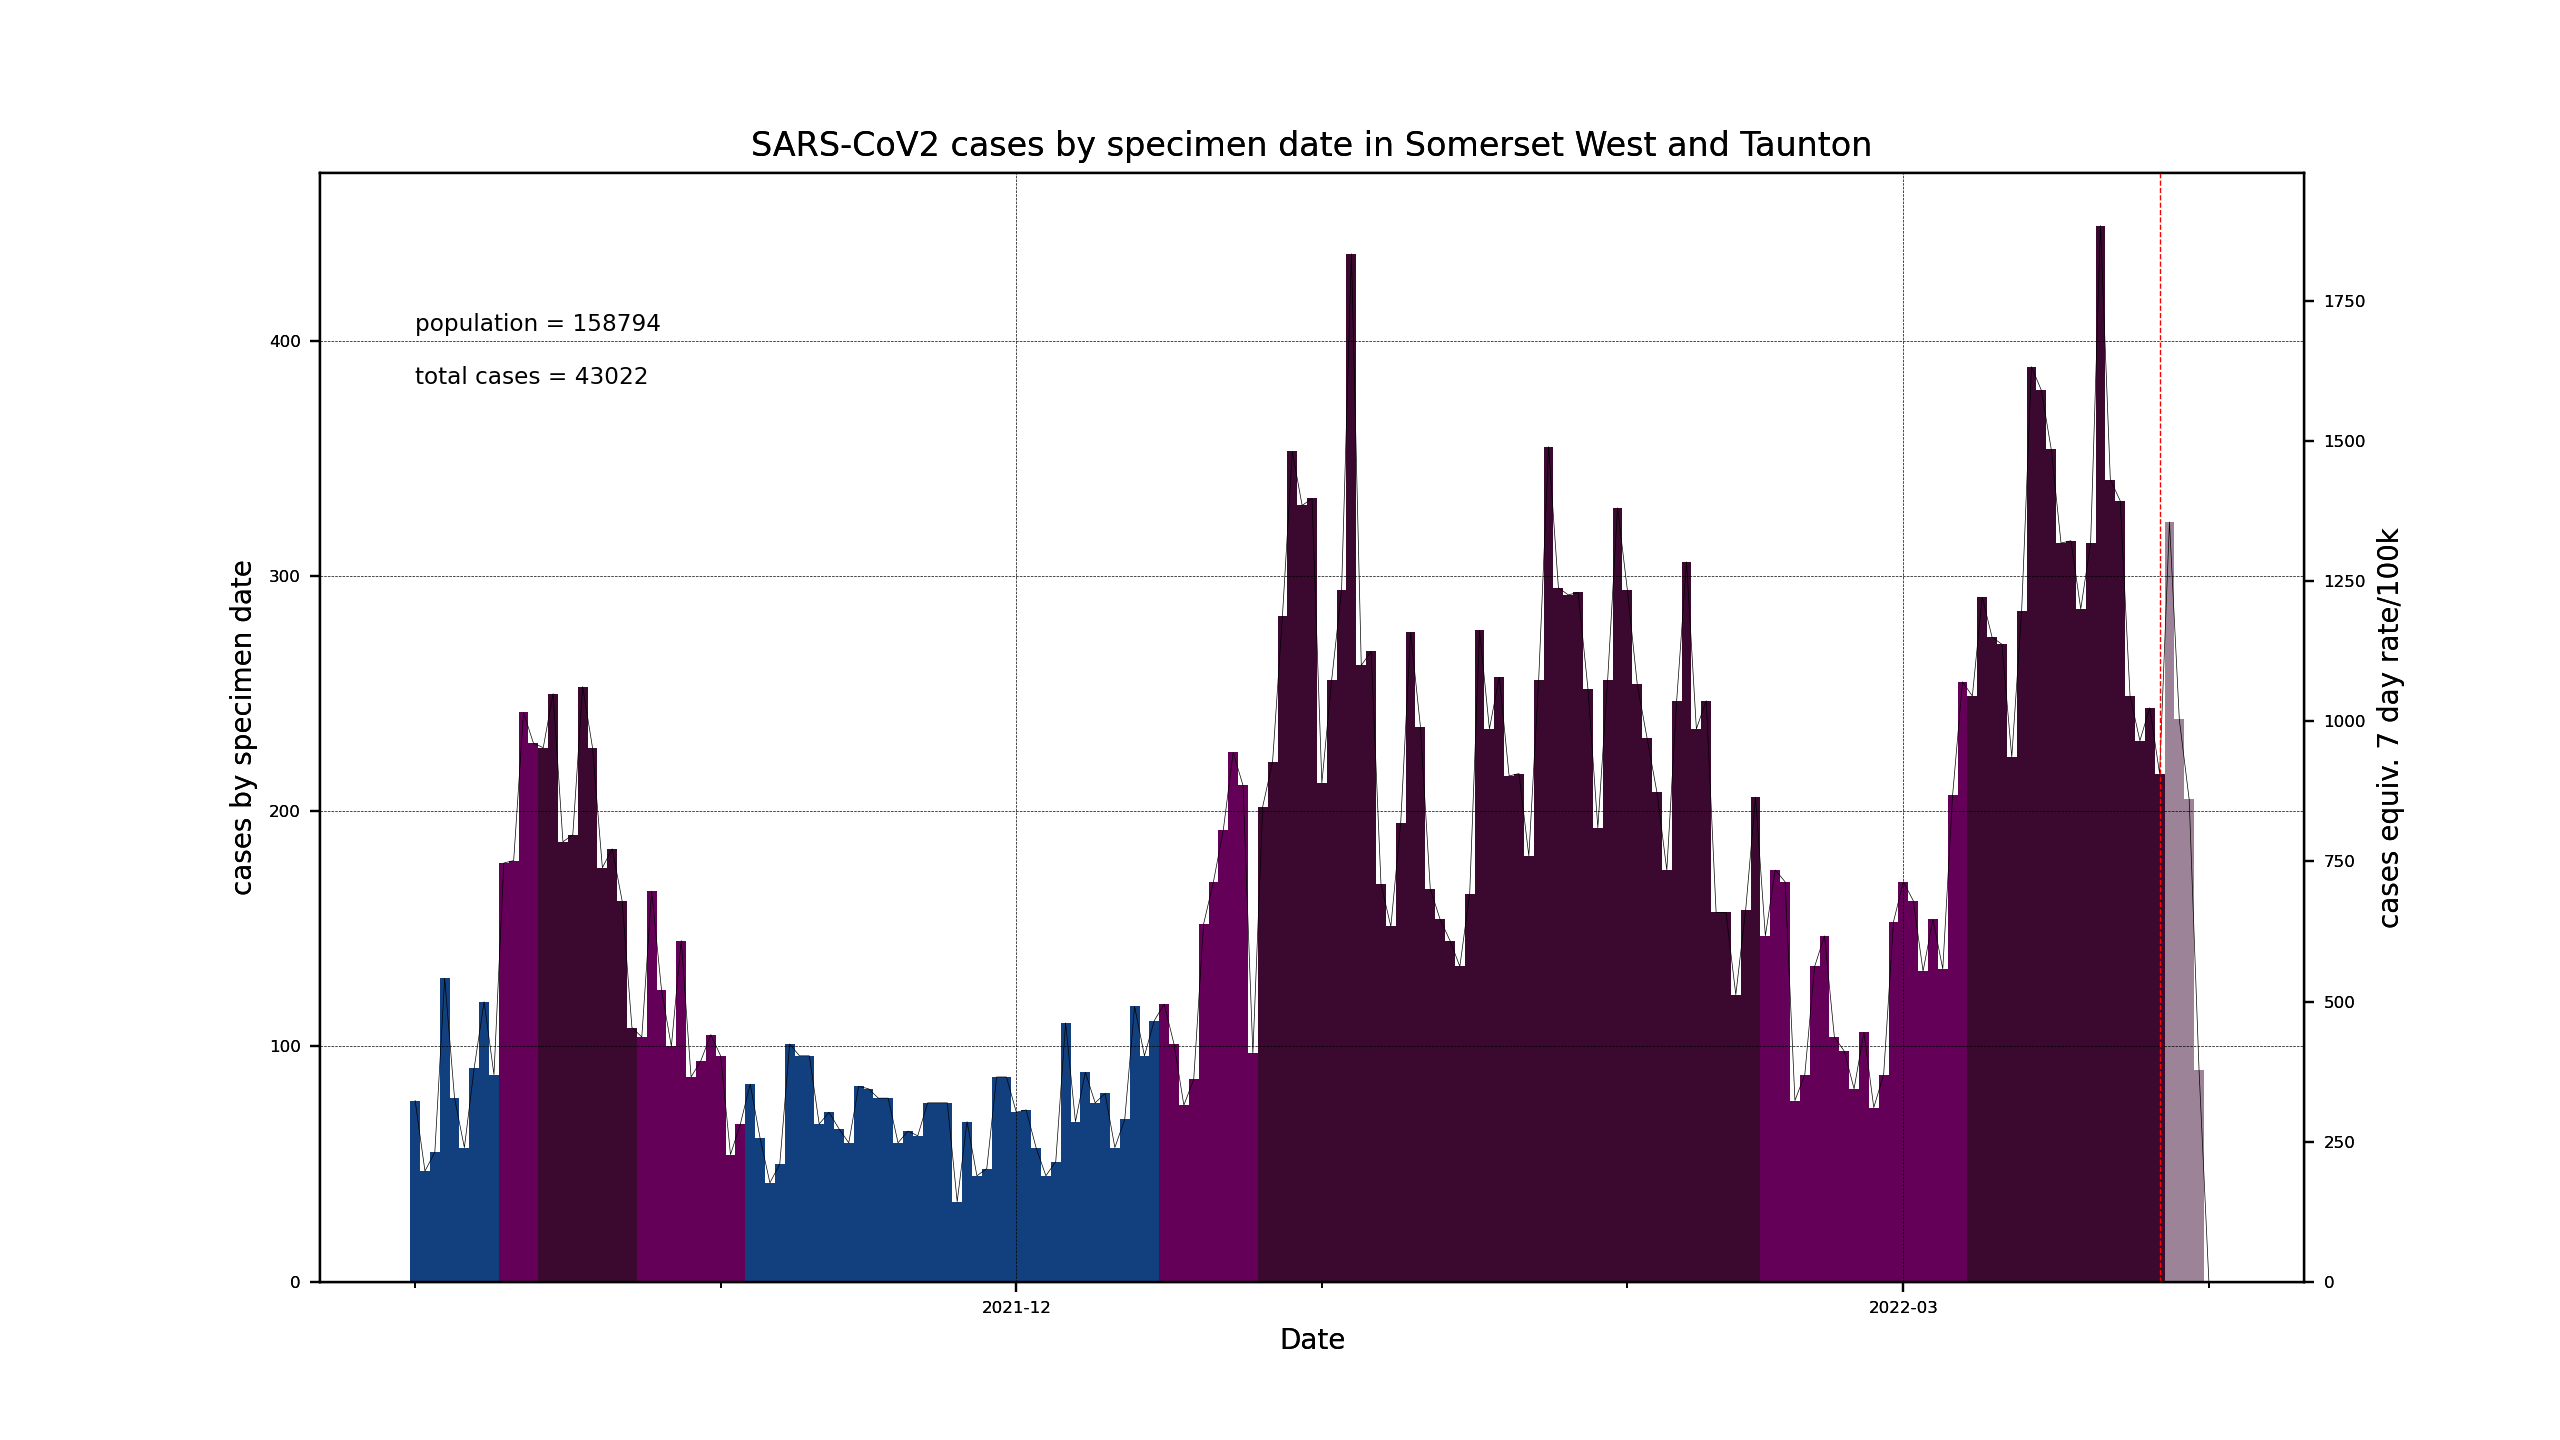 SARS-CoV2 cases by specimen date in Somerset West and Taunton
population = 158794
total cases = 43022
cases by specimen date
400
300
200
100
0
1750
1500
1250
1000
750
500
250
0
cases equiv. 7 day rate/100k
2021-12
2022-03
Date